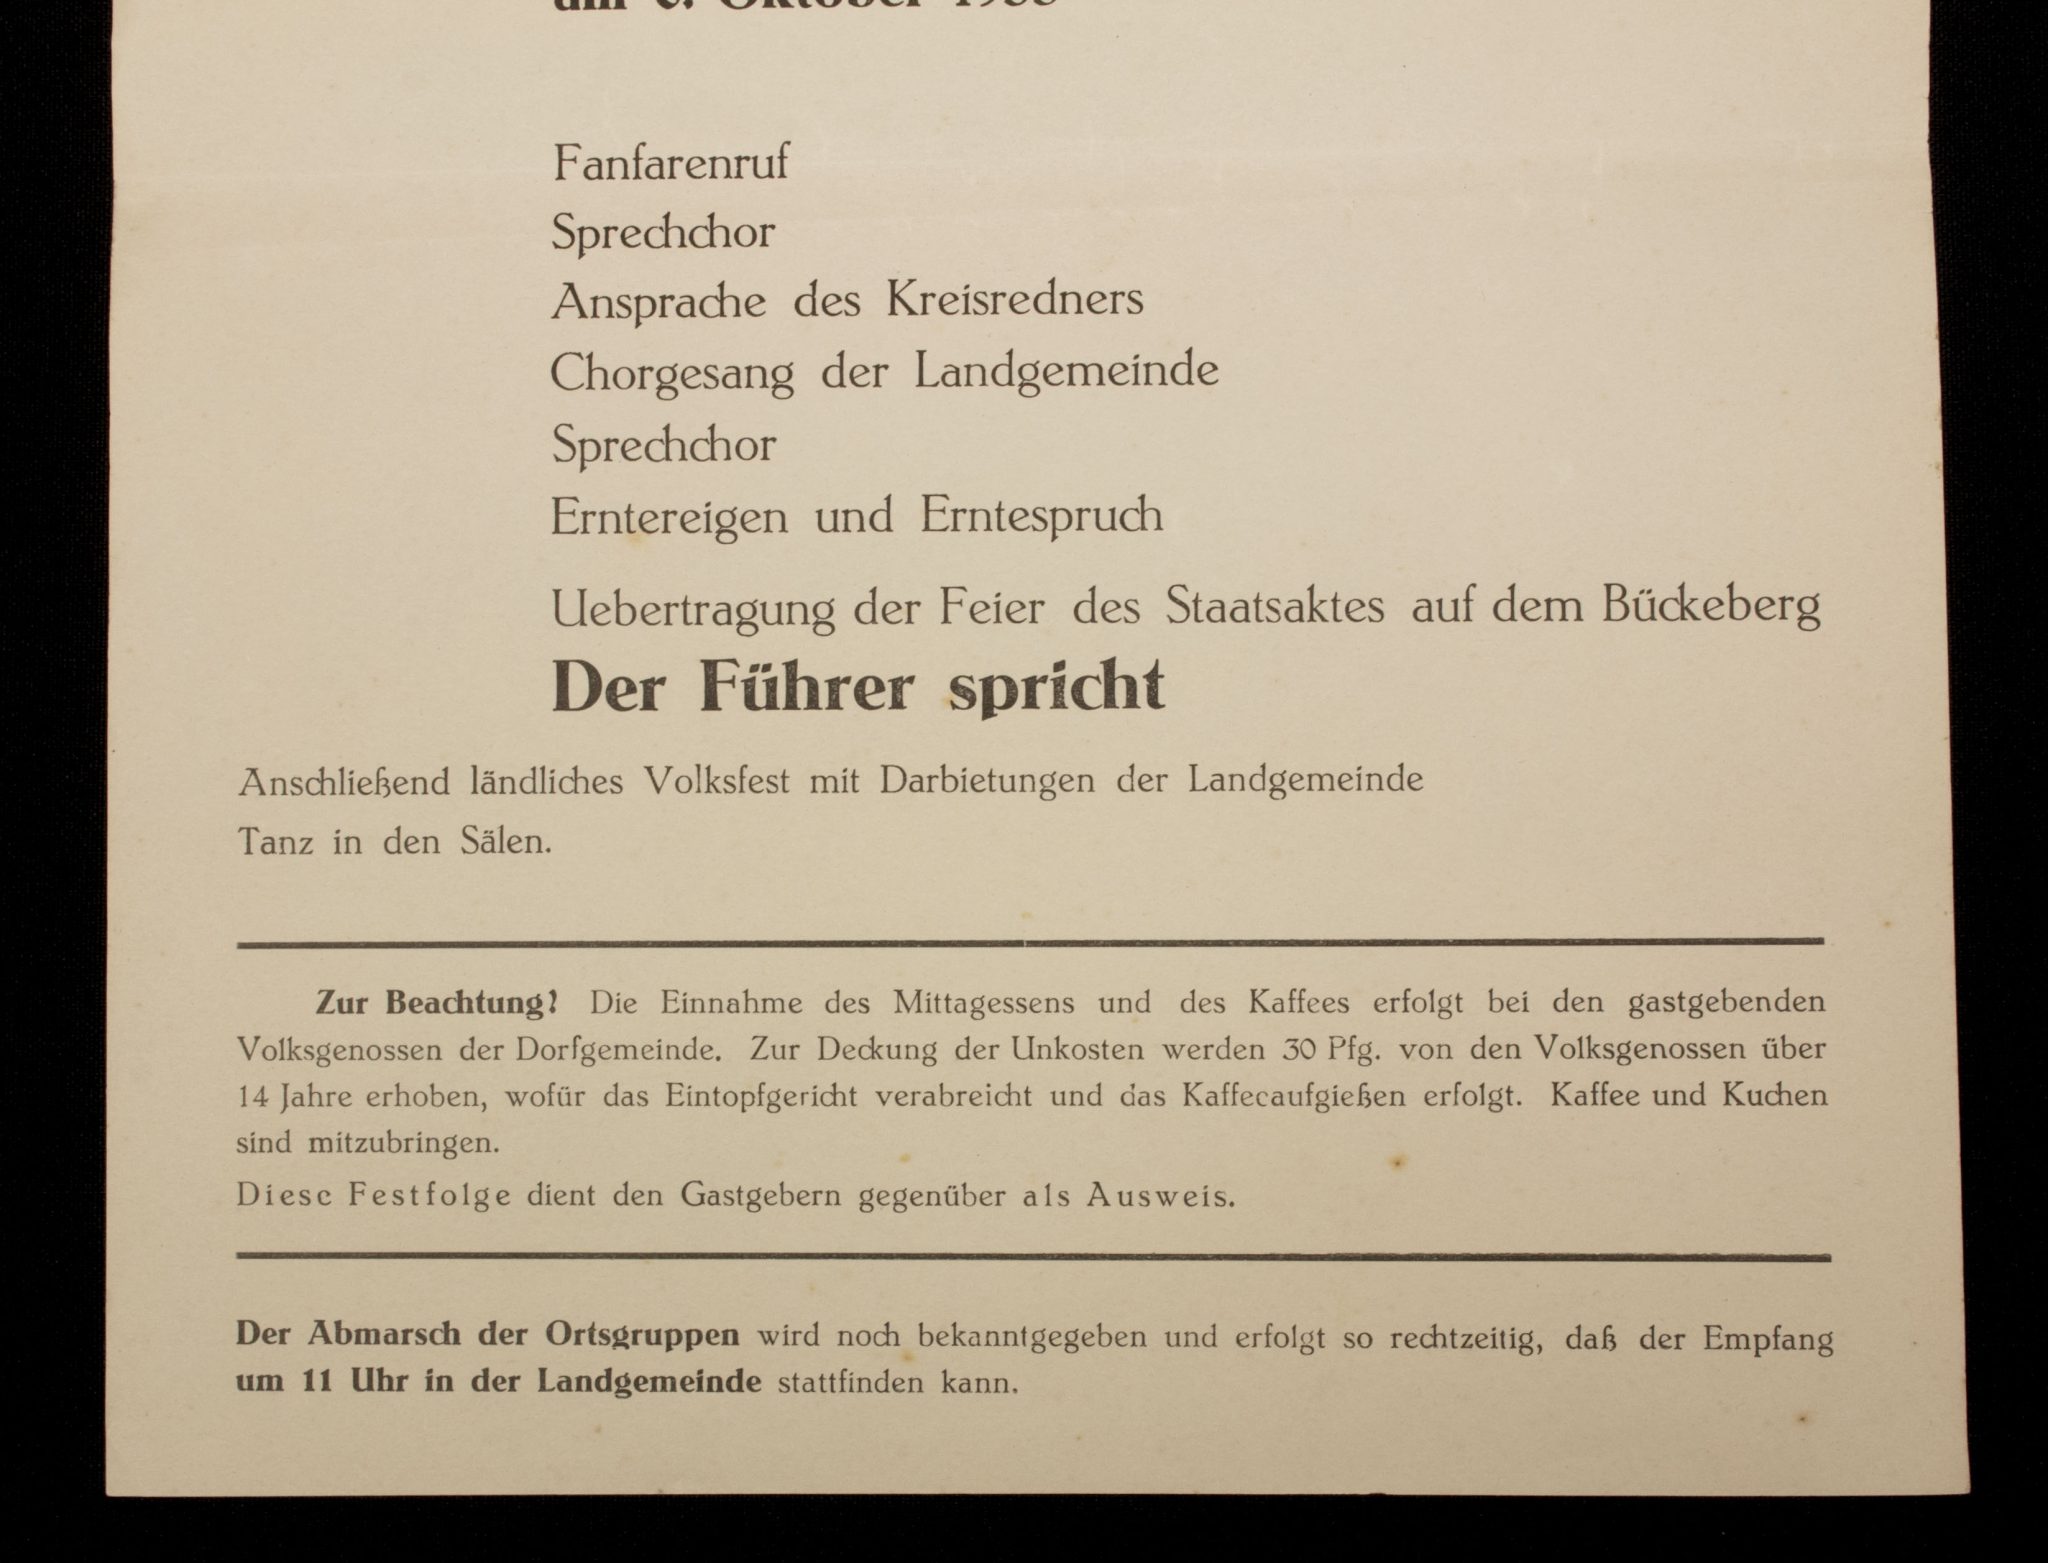 am 6. Oktober 1935
Fanfarenruf
Sprechchor
Ansprache des Kreisredners
Chorgesang der Landgemeinde
Sprechchor
Erntereigen und Erntespruch
Uebertragung der Feier des Staatsaktes auf dem Bückeberg
Der Führer spricht
Anschließend ländliches Volksfest mit Darbietungen der Landgemeinde
Tanz in den Sälen.
Zur Beachtung! Die Einnahme des Mittagessens und des Kaffees erfolgt bei den gastgebenden
Volksgenossen der Dorfgemeinde. Zur Deckung der Unkosten werden 30 Pfg. von den Volksgenossen über
14 Jahre erhoben, wofür das Eintopfgericht verabreicht und das Kaffeeaufgießen erfolgt. Kaffee und Kuchen
sind mitzubringen.
Diese Festfolge dient den Gastgebern gegenüber als Ausweis.
Der Abmarsch der Ortsgruppen wird noch bekanntgegeben und erfolgt so rechtzeitig, daß der Empfang
um 11 Uhr in der Landgemeinde stattfinden kann.